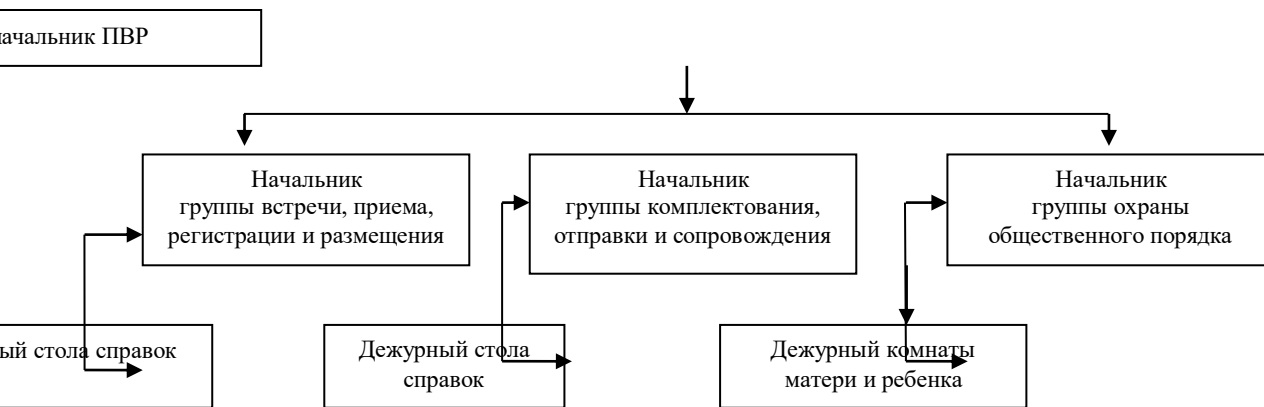 ачальник ПВР
Начальник
группы встречи, приема,
регистрации и размещения
Начальник
группы комплектования,
отправки и сопровождения
Начальник
группы охраны
общественного порядка
ый стола справок
Дежурный стола
справок
Дежурный комнаты
матери и ребенка